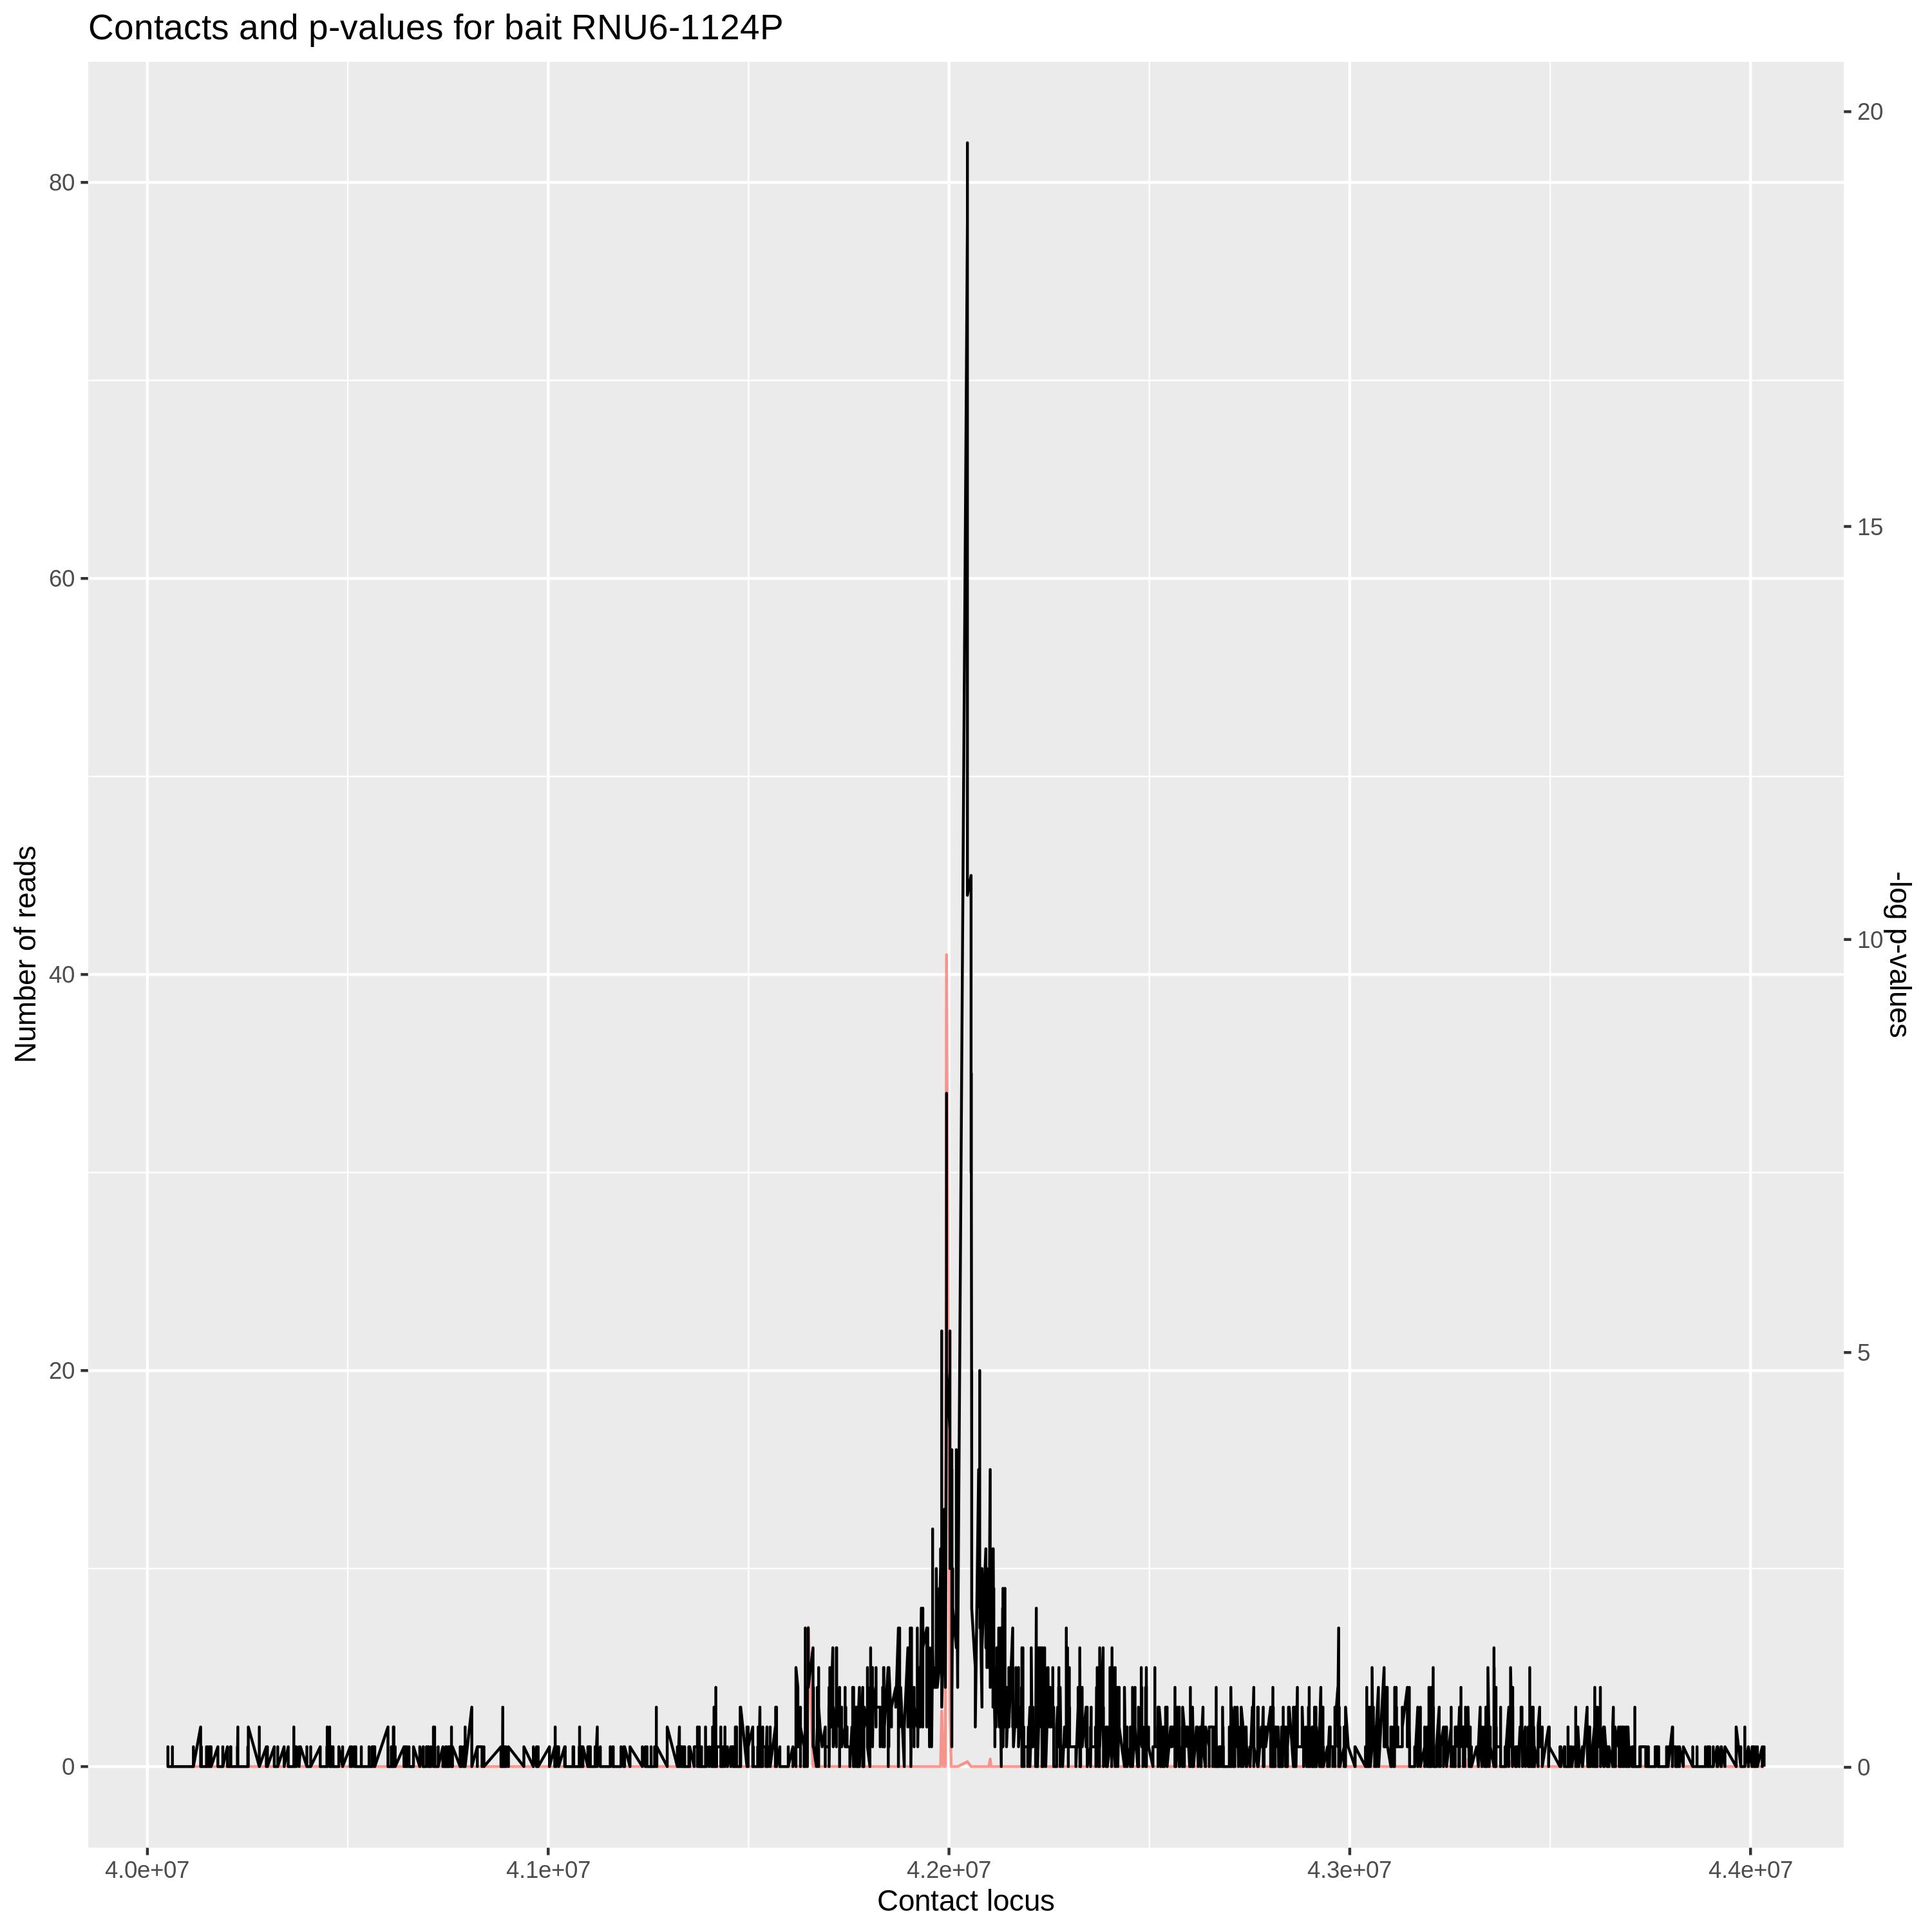 Contacts and p-values for bait RNU6-1124P
20
80
15
60
Number of reads
-log p-values
10
40
20
5
0
0
4.0e+07
4.1e+07
4.2e+07
4.3e+07
4.4e+07
Contact locus